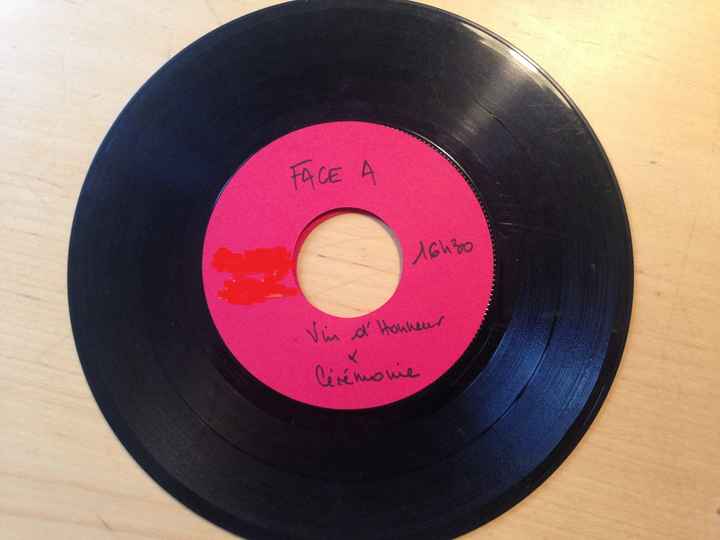 FACE A
16h30
Vin d'Honneur
&
Cérémonie